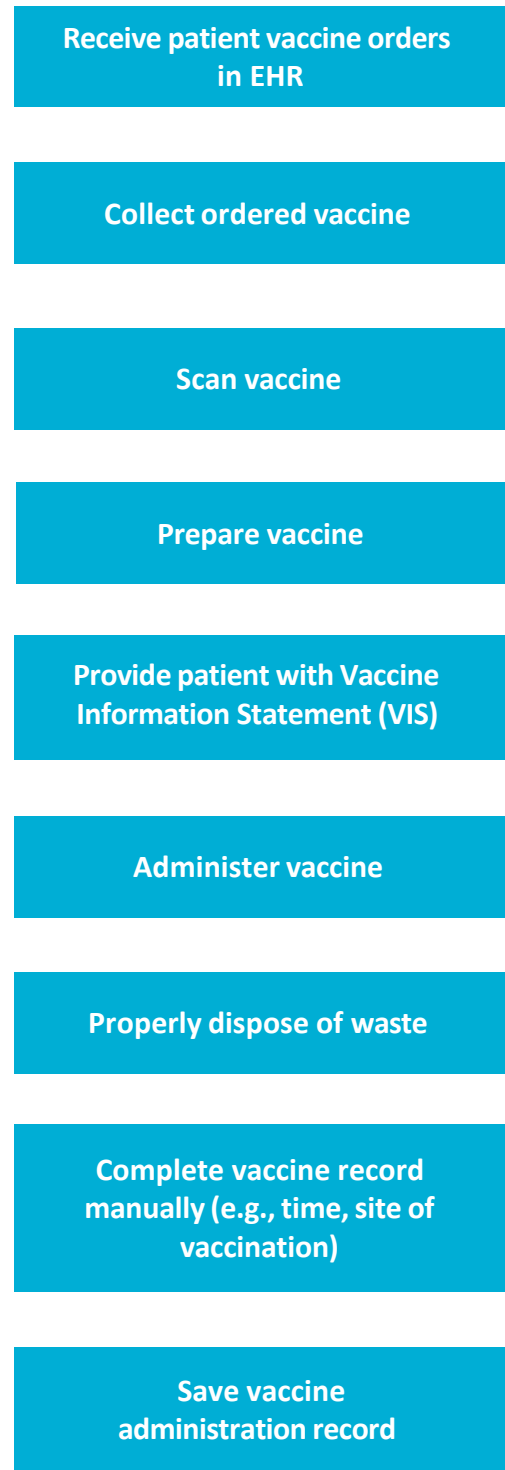 Receive patient vaccine orders
in EHR
Collect ordered vaccine
Scan vaccine
Prepare vaccine
Provide patient with Vaccine
Information Statement (VIS)
Administer vaccine
Properly dispose of waste
Complete vaccine record
manually (e.g., time, site of
vaccination)
Save vaccine
administration record